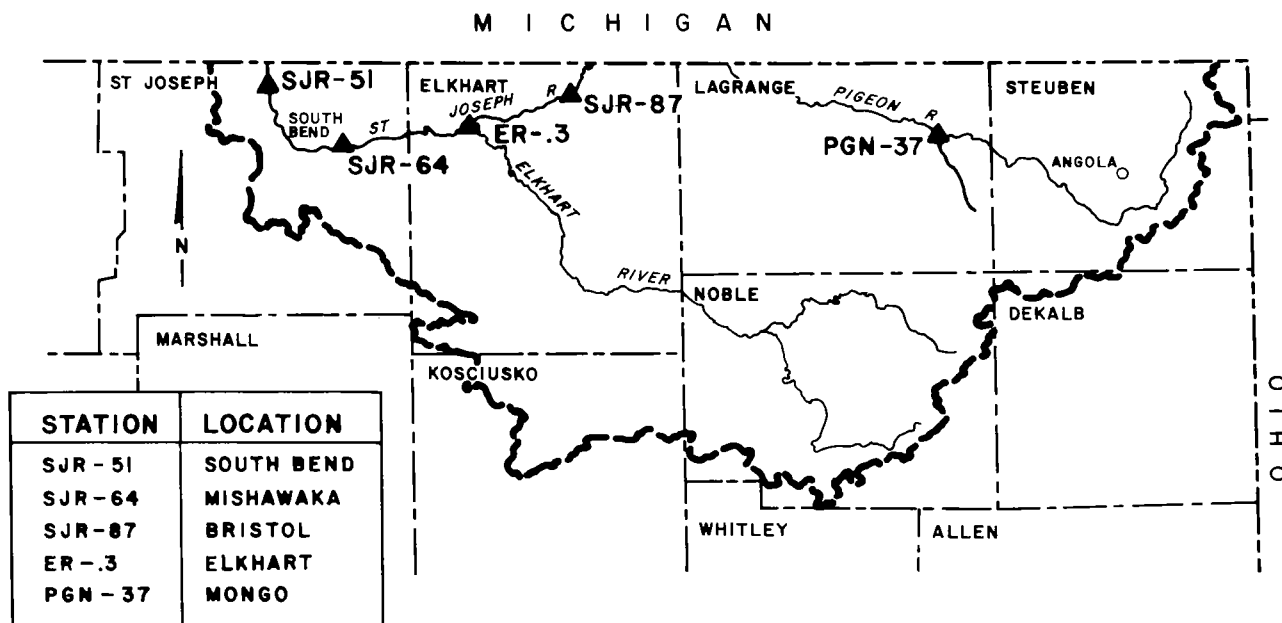 MICHIGAN
ST JOSEPH
SJR-51
ELKHART
JOSEPH R
SJR-87
LAGRANGE
PIGEON R
STEUBEN
SOUTH
BEND
ST
ER-.3
SJR-64
PGN-37
ANGOLA
ELKHART
RIVER
N
NOBLE
DEKALB
MARSHALL
KOSCIUSKO
OHIO
WHITLEY
ALLEN
STATION LOCATION
SJR-51 SOUTH BEND
SJR-64 MISHAWAKA
SJR-87 BRISTOL
ER-.3 ELKHART
PGN-37 MONGO